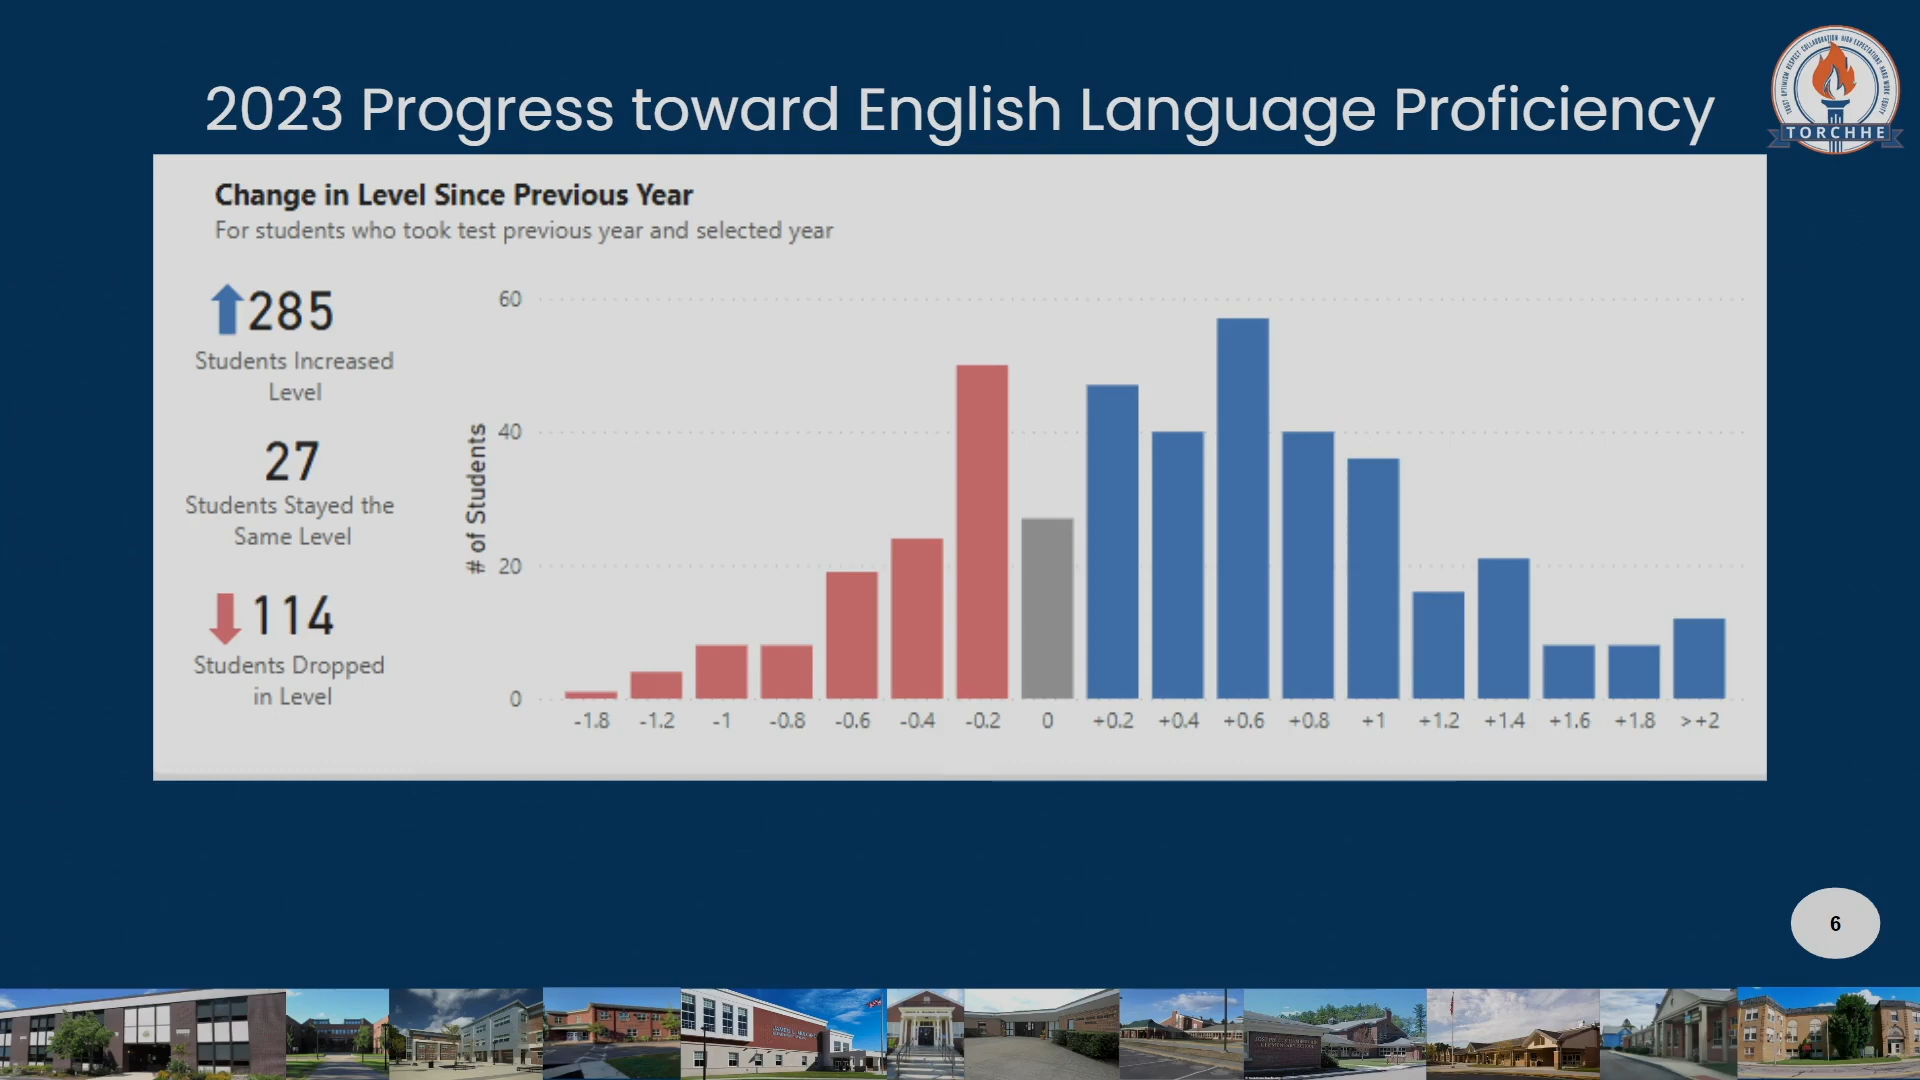 2023 Progress toward English Language Proficiency
TORCHHE
Change in Level Since Previous Year
For students who took test previous year and selected year
285
Students Increased
Level
27
Students Stayed the
Same Level
114
Students Dropped
in Level
# of Students
60
40
20
0
-1.8 -1.2 -1 -0.8 -0.6 -0.4 -0.2 0 +0.2 +0.4 +0.6 +0.8 +1 +1.2 +1.4 +1.6 +1.8 >+2
6